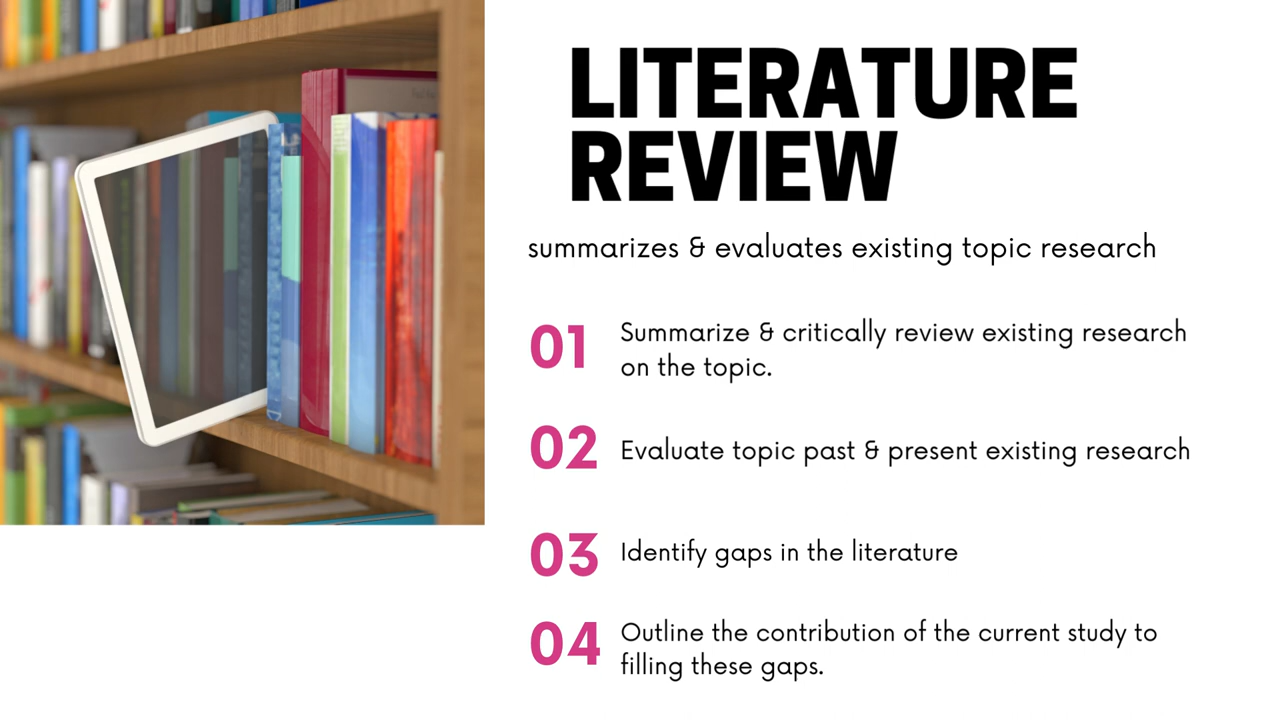 LITERATURE
REVIEW
summarizes & evaluates existing topic research
01 Summarize & critically review existing research
on the topic.
02 Evaluate topic past & present existing research
03 Identify gaps in the literature
04 Outline the contribution of the current study to
filling these gaps.